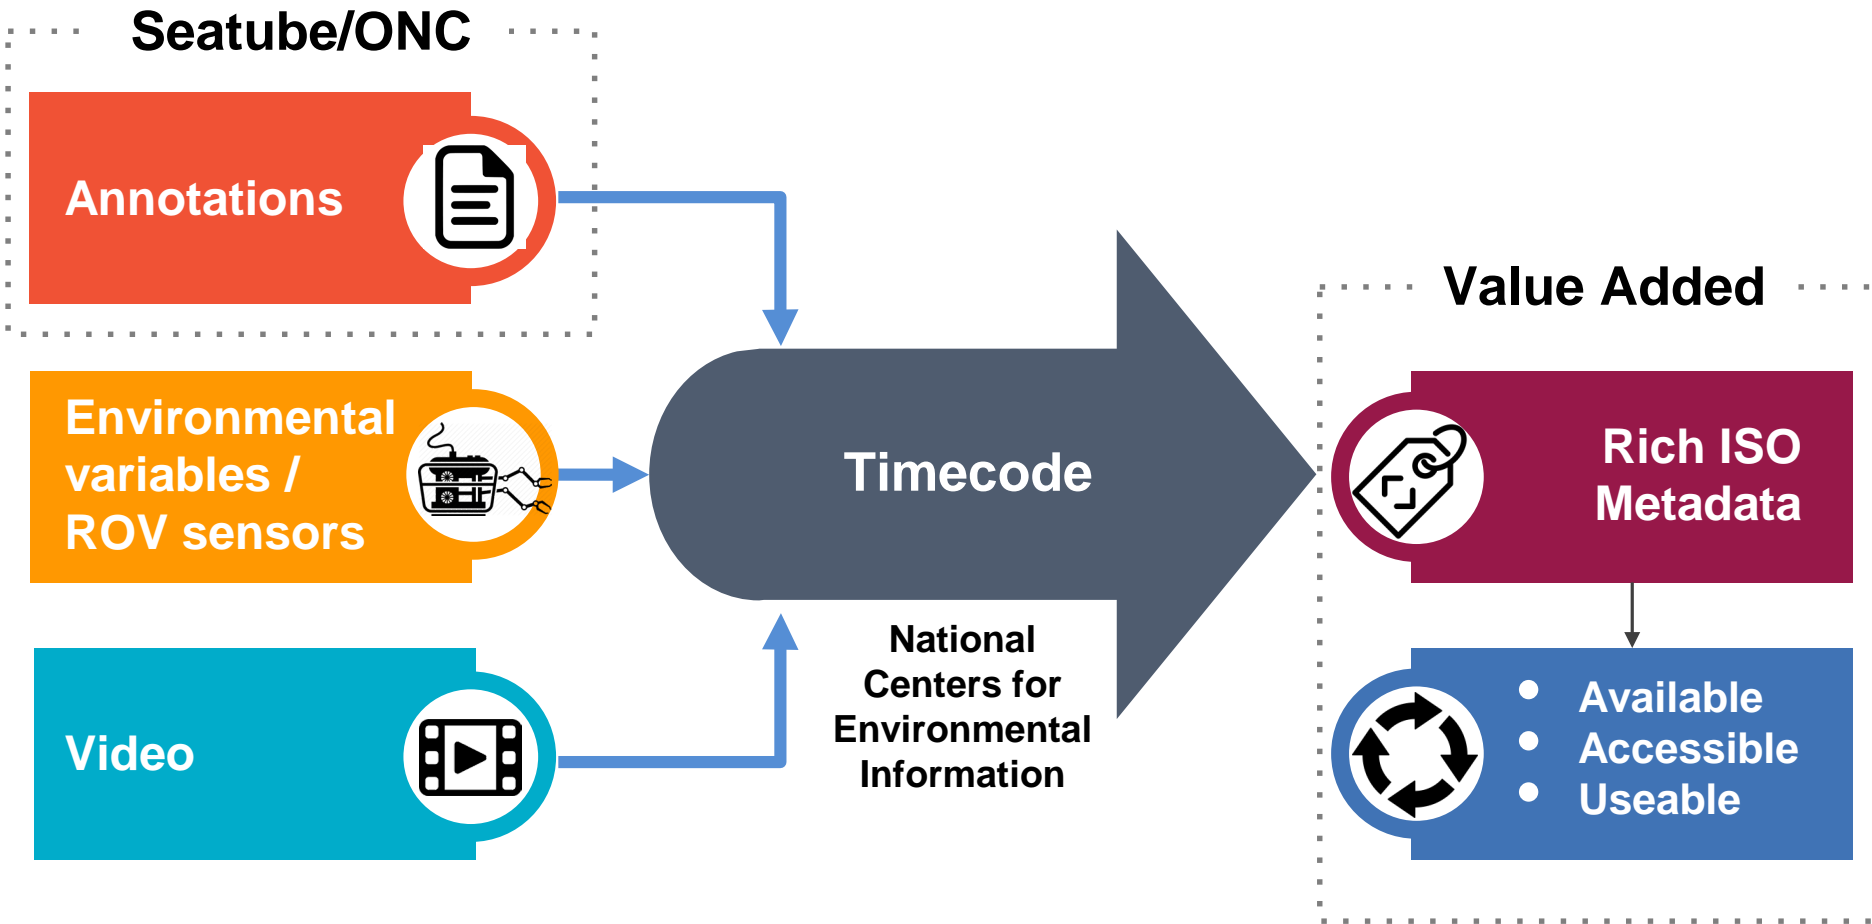 Seatube/ONC
Annotations
Environmental
variables /
ROV sensors
Video
Timecode
National
Centers for
Environmental
Information
Value Added
Rich ISO
Metadata
• Available
• Accessible
• Useable